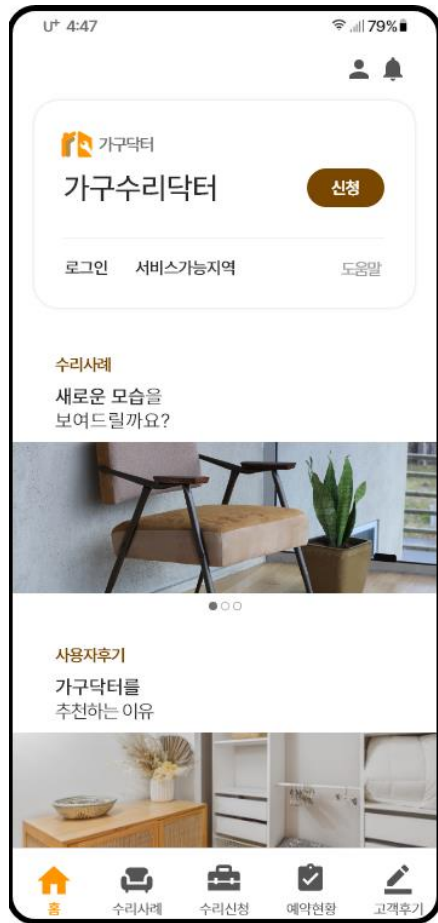 U+ 4:47
79%
가구닥터
가구수리닥터
신청
로그인 서비스가능지역 도움말
수리사례
새로운 모습을
보여드릴까요?
사용자후기
가구닥터를
추천하는 이유
홈 수리사례 수리신청 예약현황 고객후기